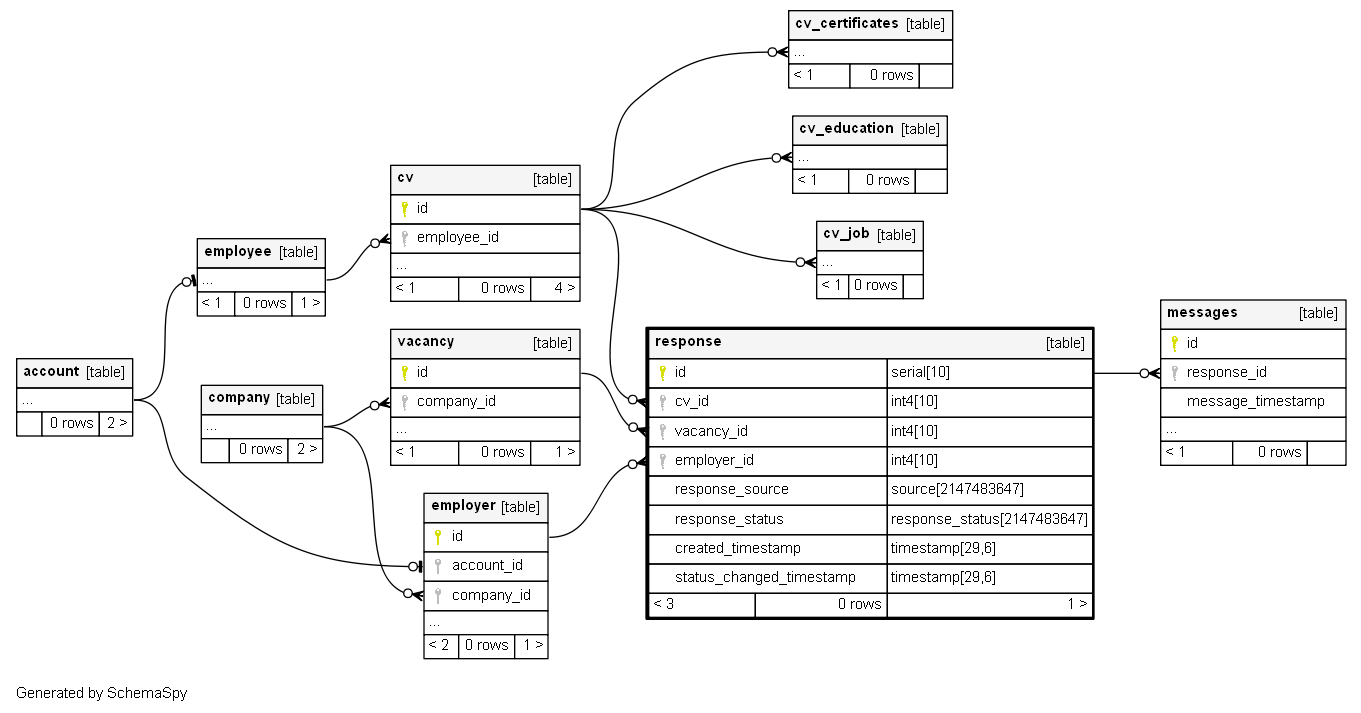 cv_certificates [table]
...
< 1 0 rows
cv_education [table]
...
< 1 0 rows
cv [table]
id
employee_id
...
< 1 0 rows 4 >
cv_job [table]
...
< 1 0 rows
employee [table]
...
< 1 0 rows 1 >
messages [table]
id
response_id
message_timestamp
...
< 1 0 rows
vacancy [table]
id
company_id
...
< 1 0 rows 1 >
response [table]
id serial[10]
cv_id int4[10]
vacancy_id int4[10]
employer_id int4[10]
response_source source[2147483647]
response_status response_status[2147483647]
created_timestamp timestamp[29,6]
status_changed_timestamp timestamp[29,6]
< 3 0 rows 1 >
account [table]
...
0 rows 2 >
company [table]
...
0 rows 2 >
employer [table]
id
account_id
company_id
...
< 2 0 rows 1 >
Generated by SchemaSpy